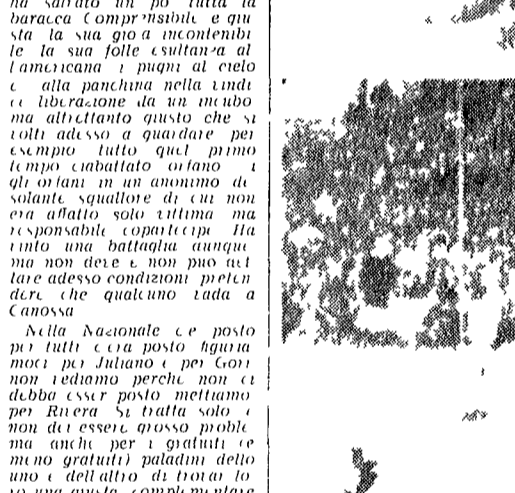 ha salvato un po tutta la
baracca Comprensibile e giu
sta la sua gioia incontenibi
le la sua folle esultanza al
l americana i pugni al cielo
e alla panchina nella
liberazione da un incubo
ma altrettanto giusto che si
volti adesso a guardare per
esempio tutto quel primo
tempo ciabattato orfano
gli orfani in un anonimo de
solante squallore di cui non
era affatto solo vittima ma
responsabile copartecipe Ha
vinto una battaglia dunque
ma non deve e non può det
tare adesso condizioni preten
dere che qualcuno vada a
Canossa
Nella Nazionale c e posto
per tutti c era posto figuria
moci per Juliano e per Gori
non vediamo perche non ci
debba esser posto mettiamo
per Rivera Si tratta solo e
non dev essere grosso proble
ma anche per i gratuiti (e
meno gratuiti) paladini dello
uno e dell altro di trovar lo
ro una giusta complementare